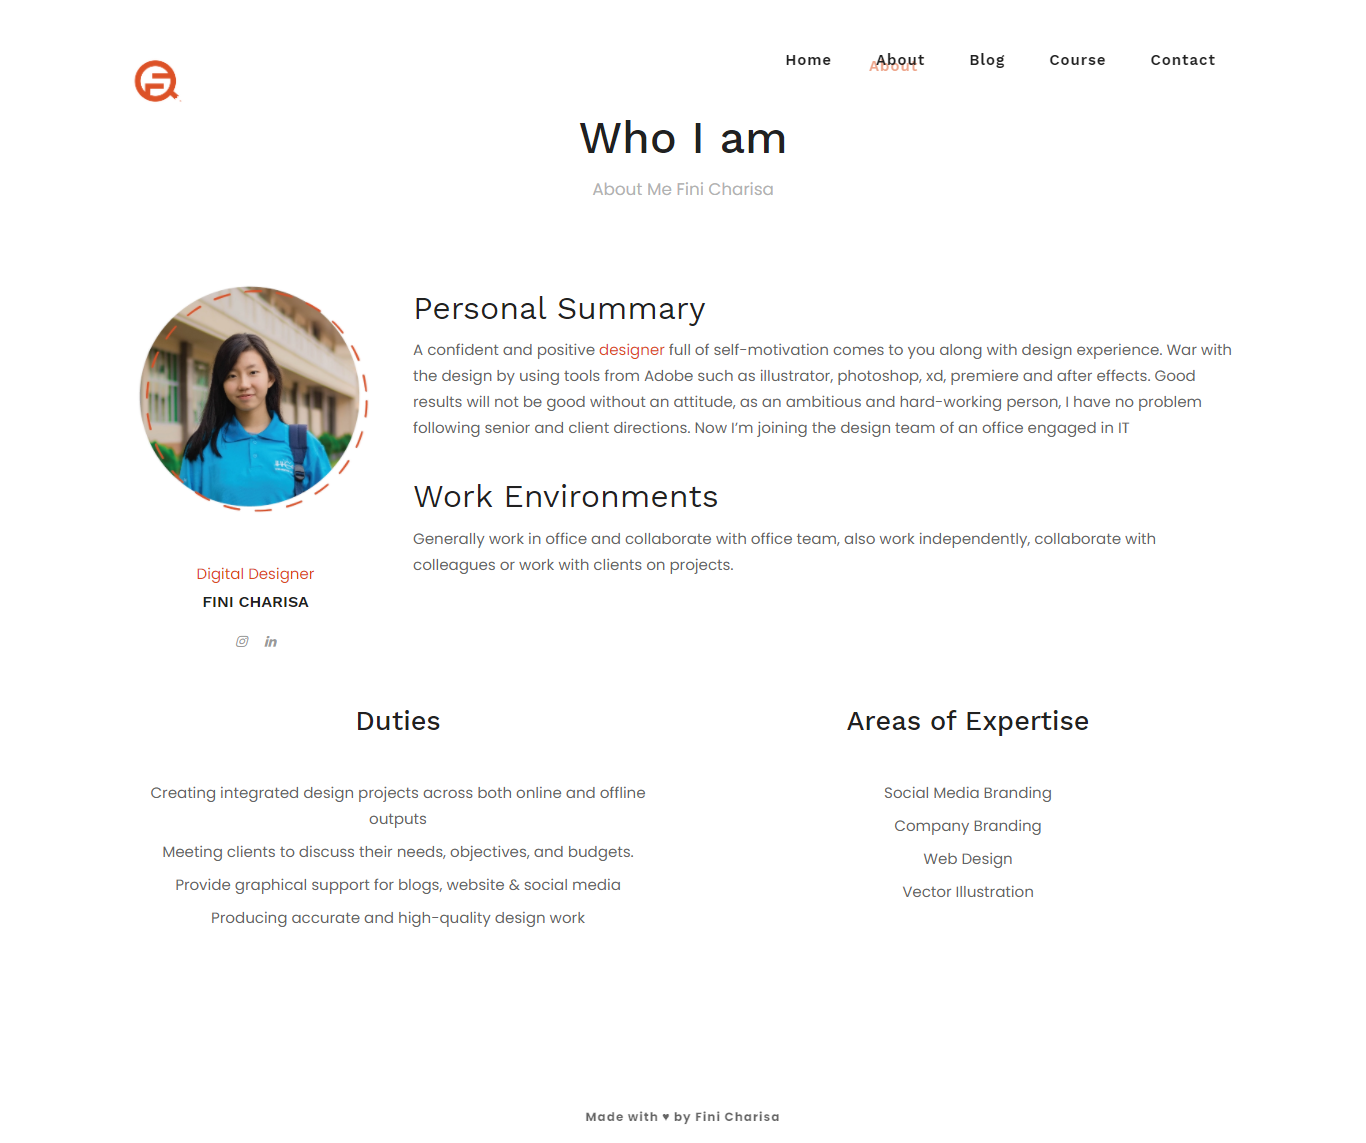 Home About Blog Course Contact
About
Who I am
About Me Fini Charisa
Personal Summary
A confident and positive designer full of self-motivation comes to you along with design experience. War with
the design by using tools from Adobe such as illustrator, photoshop, xd, premiere and after effects. Good
results will not be good without an attitude, as an ambitious and hard-working person, I have no problem
following senior and client directions. Now I’m joining the design team of an office engaged in IT
Work Environments
Generally work in office and collaborate with office team, also work independently, collaborate with
colleagues or work with clients on projects.
Digital Designer
FINI CHARISA
Duties
Creating integrated design projects across both online and offline
outputs
Meeting clients to discuss their needs, objectives, and budgets.
Provide graphical support for blogs, website & social media
Producing accurate and high-quality design work
Areas of Expertise
Social Media Branding
Company Branding
Web Design
Vector Illustration
Made with ♥ by Fini Charisa